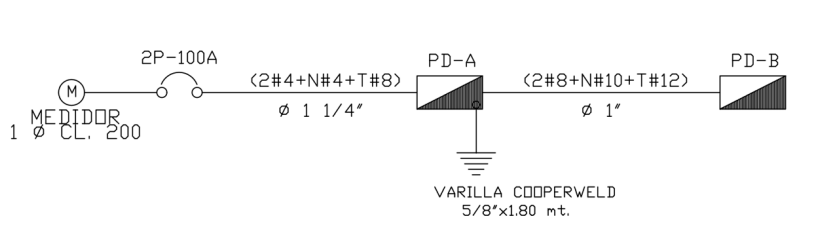 2P-100A
PD-A
PD-B
(2#4+N#4+T#8)
(2#8+N#10+T#12)
M
Ø 1 1/4"
Ø 1"
MEDIDOR
1 Ø CL. 200
VARILLA COOPERWELD
5/8"x1.80 mt.